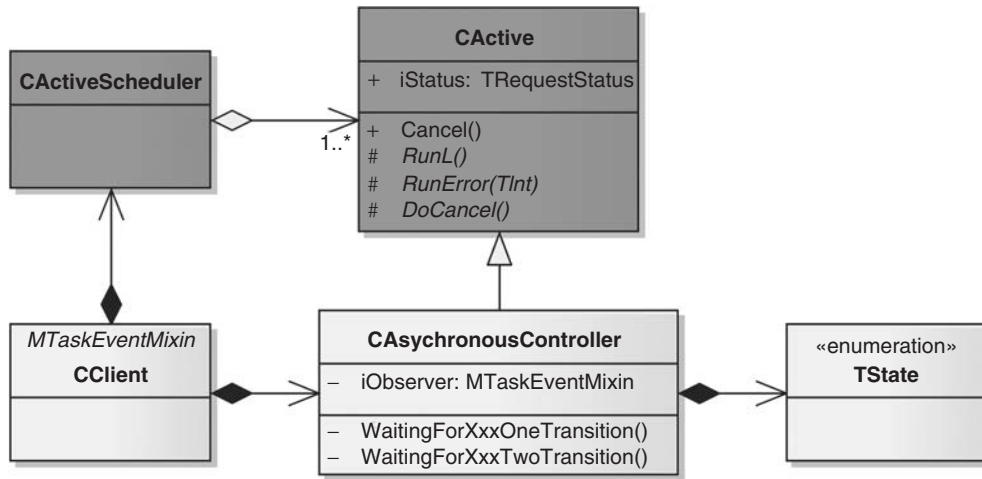 CActiveScheduler
CActive
+ iStatus: TRequestStatus
+ Cancel()
# RunL()
# RunError(TInt)
# DoCancel()
1..*
MTaskEventMixin
CClient
CAsychronousController
– iObserver: MTaskEventMixin
– WaitingForXxxOneTransition()
– WaitingForXxxTwoTransition()
«enumeration»
TState